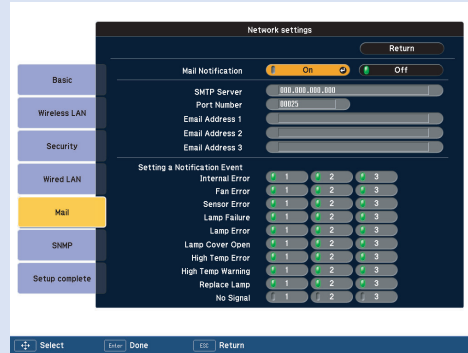 Network settings
Return
Basic
Wireless LAN
Security
Wired LAN
Mail
SNMP
Setup complete
Mail Notification On Off
SMTP Server 000.000.000.000
Port Number 00025
Email Address 1
Email Address 2
Email Address 3
Setting a Notification Event
Internal Error 1 2 3
Fan Error 1 2 3
Sensor Error 1 2 3
Lamp Failure 1 2 3
Lamp Error 1 2 3
Lamp Cover Open 1 2 3
High Temp Error 1 2 3
High Temp Warning 1 2 3
Replace Lamp 1 2 3
No Signal 1 2 3
Select Enter Done ESC Return